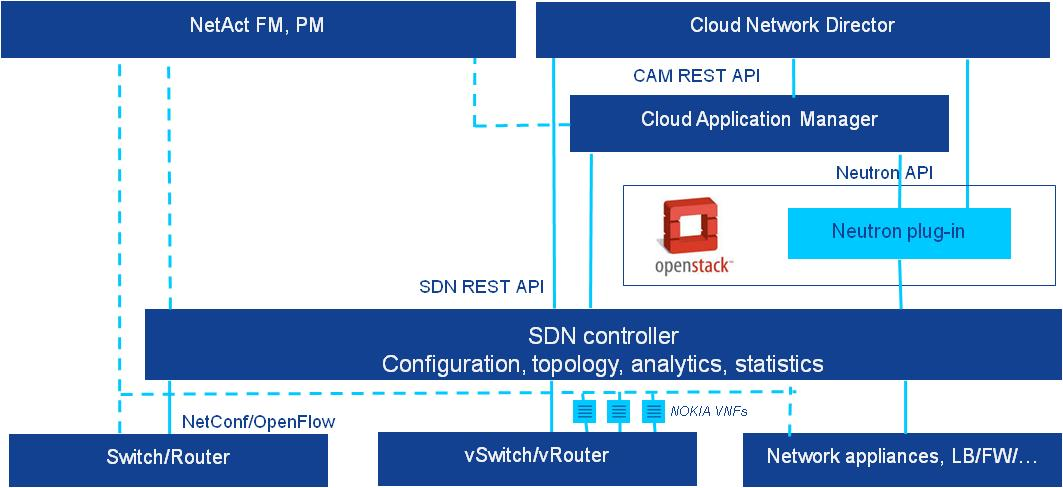 NetAct FM, PM
Cloud Network Director
CAM REST API
Cloud Application Manager
Neutron API
openstack™
Neutron plug-in
SDN REST API
SDN controller
Configuration, topology, analytics, statistics
NOKIA VNFs
NetConf/OpenFlow
Switch/Router
vSwitch/vRouter
Network appliances, LB/FW/…